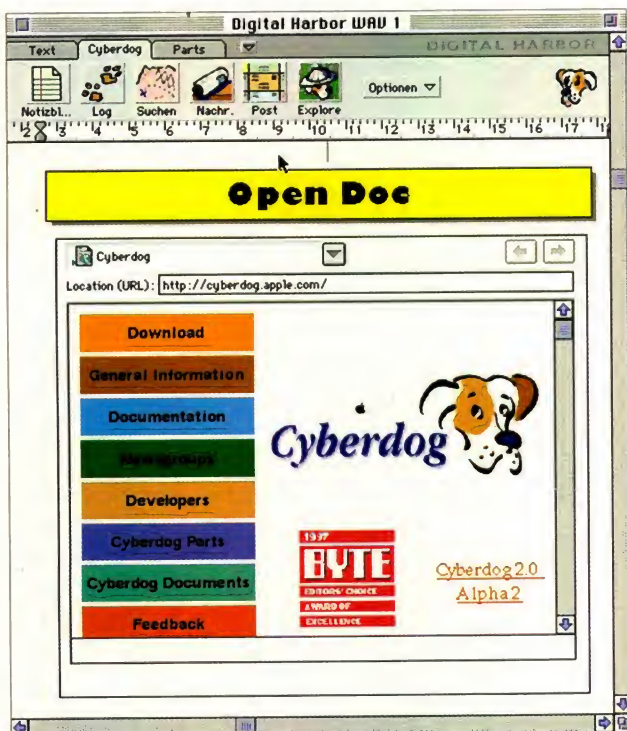 Digital Harbor WAV 1
Text Cyberdog Parts
DIGITAL HARBOR
Notizbl... Log Suchen Nachr. Post Explore
Optionen
2 3 4 5 6 7 8 9 10 11 12 13 14 15 16 17 18
Open Doc
Cyberdog
Location (URL): http://cyberdog.apple.com/
Download
General Information
Documentation
Newsgroups
Developers
Cyberdog Parts
Cyberdog Documents
Feedback
Cyberdog
1997
BYTE
EDITORS' CHOICE
AWARD OF
EXCELLENCE
Cyberdog 2.0
Alpha 2